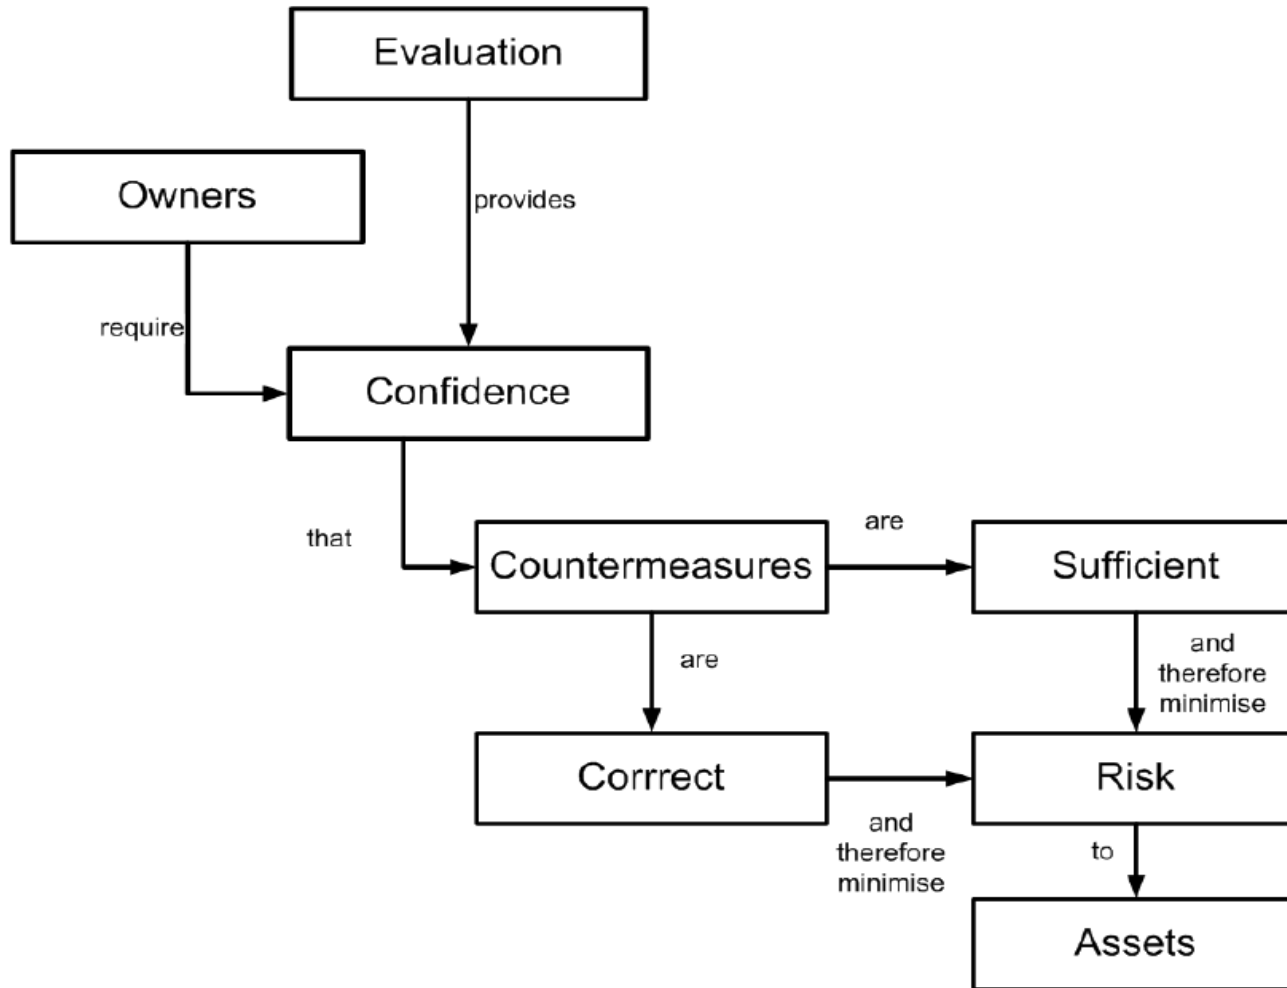 Evaluation
Owners
provides
require
Confidence
that
Countermeasures
are
Sufficient
are
and
therefore
minimise
Corrrect
and
therefore
minimise
Risk
to
Assets